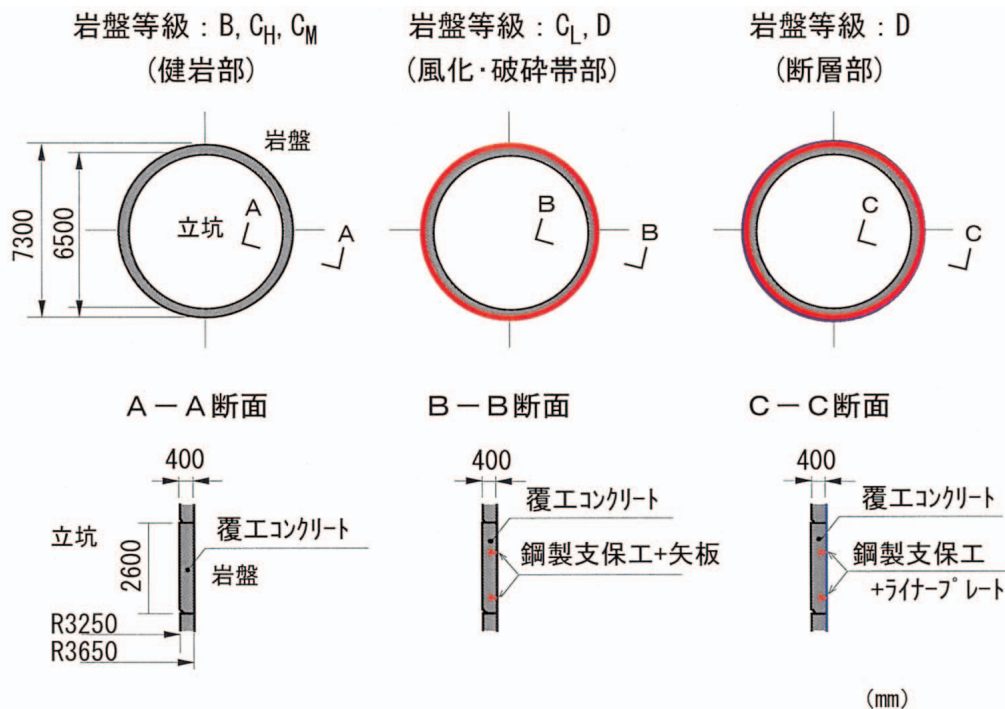 岩盤等級：B, CH, CM
(健岩部)
岩盤
立坑
A
A
7300
6500
岩盤等級：CL, D
(風化・破砕帯部)
B
B
岩盤等級：D
(断層部)
C
C
A－A断面
400
立坑
2600
覆工コンクリート
岩盤
R3250
R3650
B－B断面
400
覆工コンクリート
鋼製支保工+矢板
C－C断面
400
覆工コンクリート
鋼製支保工
+ライナープレート
(mm)